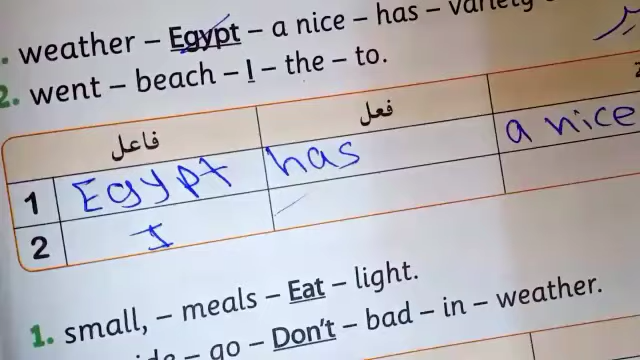 weather – Egypt – a nice – has – variety
2. went – beach – I – the – to.
فاعل فعل
1 Egypt has a nice
2 I
1. small, – meals – Eat – light.
– go – Don't – bad – in – weather.